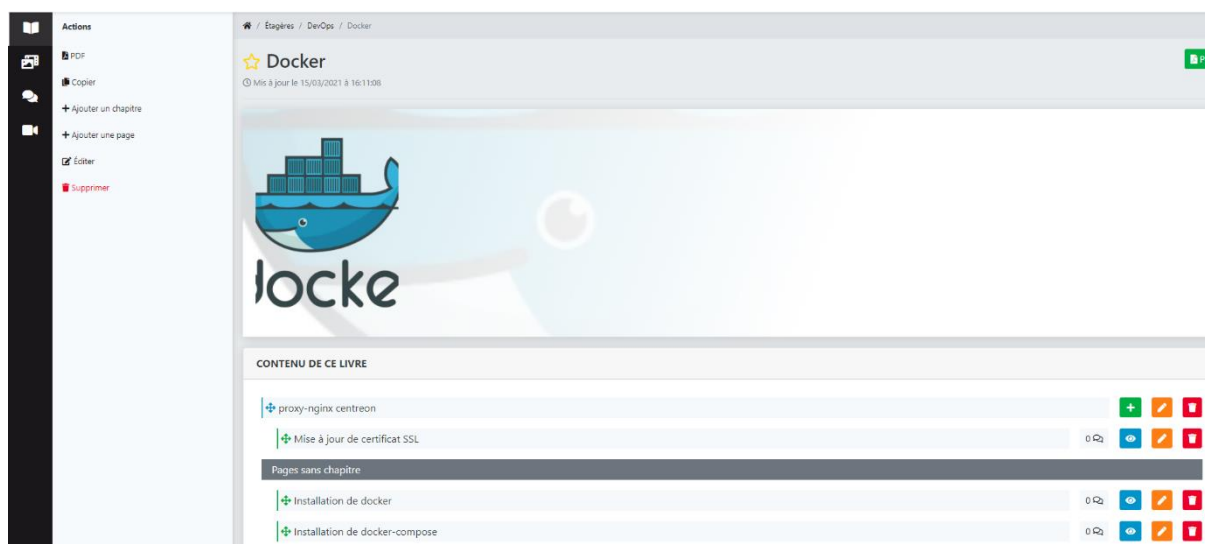 Actions
PDF
Copier
+ Ajouter un chapitre
+ Ajouter une page
Éditer
Supprimer
/ Étagères / DevOps / Docker
Docker
Mis à jour le 15/03/2021 à 16:11:08
P
docke
CONTENU DE CE LIVRE
proxy-nginx centreon
Mise à jour de certificat SSL
0
Pages sans chapitre
Installation de docker
0
Installation de docker-compose
0